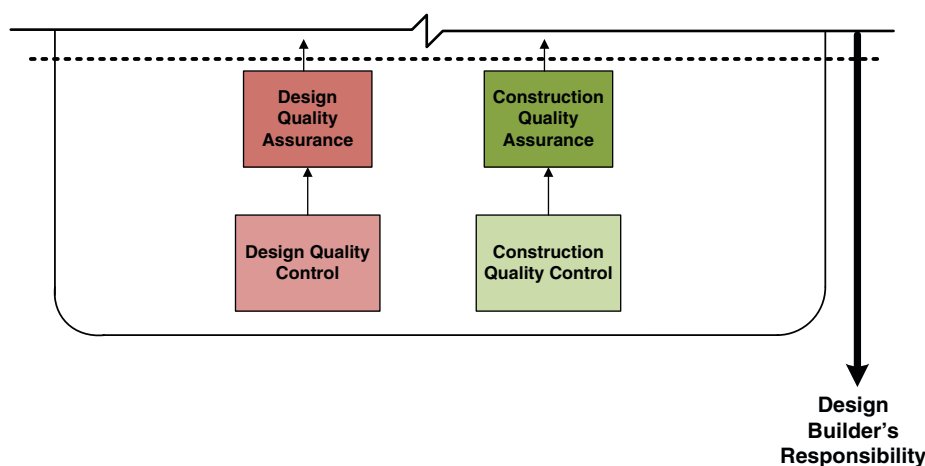 Design
Quality
Assurance
Construction
Quality
Assurance
Design Quality
Control
Construction
Quality Control
Design
Builder's
Responsibility